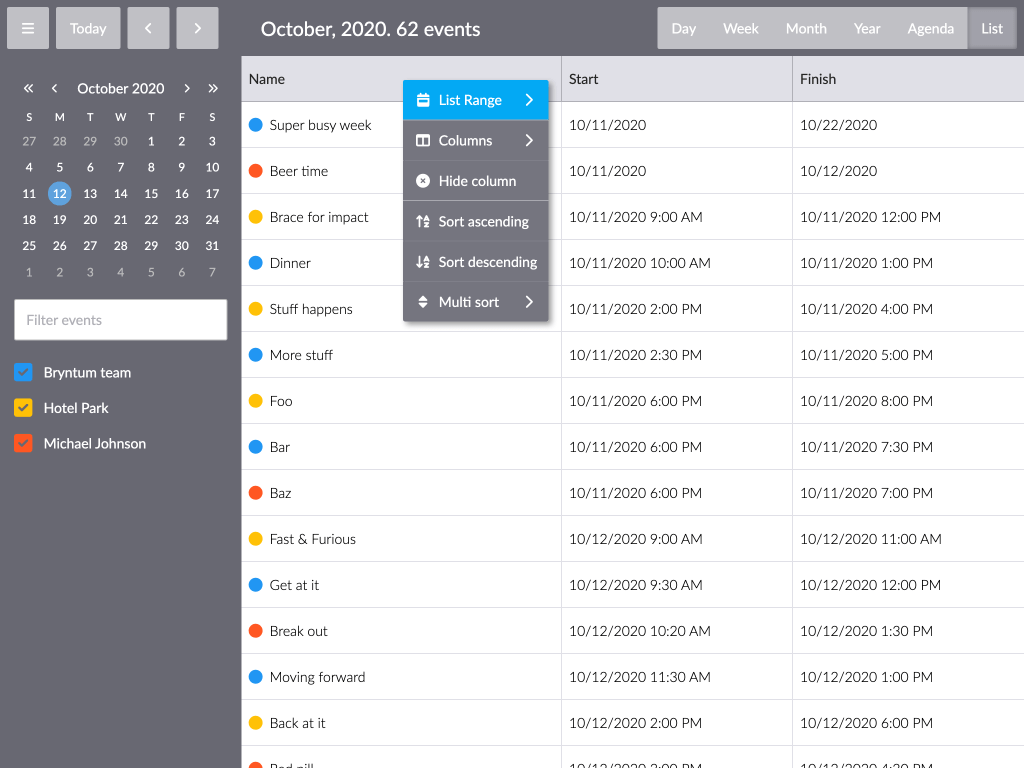 Today
October, 2020. 62 events
Day Week Month Year Agenda List
October 2020
S M T W T F S
27 28 29 30 1 2 3
4 5 6 7 8 9 10
11 12 13 14 15 16 17
18 19 20 21 22 23 24
25 26 27 28 29 30 31
1 2 3 4 5 6 7
Filter events
Bryntum team
Hotel Park
Michael Johnson
Name Start Finish
List Range
Columns
Hide column
Sort ascending
Sort descending
Multi sort
Super busy week 10/11/2020 10/22/2020
Beer time 10/11/2020 10/12/2020
Brace for impact 10/11/2020 9:00 AM 10/11/2020 12:00 PM
Dinner 10/11/2020 10:00 AM 10/11/2020 1:00 PM
Stuff happens 10/11/2020 2:00 PM 10/11/2020 4:00 PM
More stuff 10/11/2020 2:30 PM 10/11/2020 5:00 PM
Foo 10/11/2020 6:00 PM 10/11/2020 8:00 PM
Bar 10/11/2020 6:00 PM 10/11/2020 7:30 PM
Baz 10/11/2020 6:00 PM 10/11/2020 7:00 PM
Fast & Furious 10/12/2020 9:00 AM 10/12/2020 11:00 AM
Get at it 10/12/2020 9:30 AM 10/12/2020 12:00 PM
Break out 10/12/2020 10:20 AM 10/12/2020 1:30 PM
Moving forward 10/12/2020 11:30 AM 10/12/2020 1:00 PM
Back at it 10/12/2020 2:00 PM 10/12/2020 6:00 PM